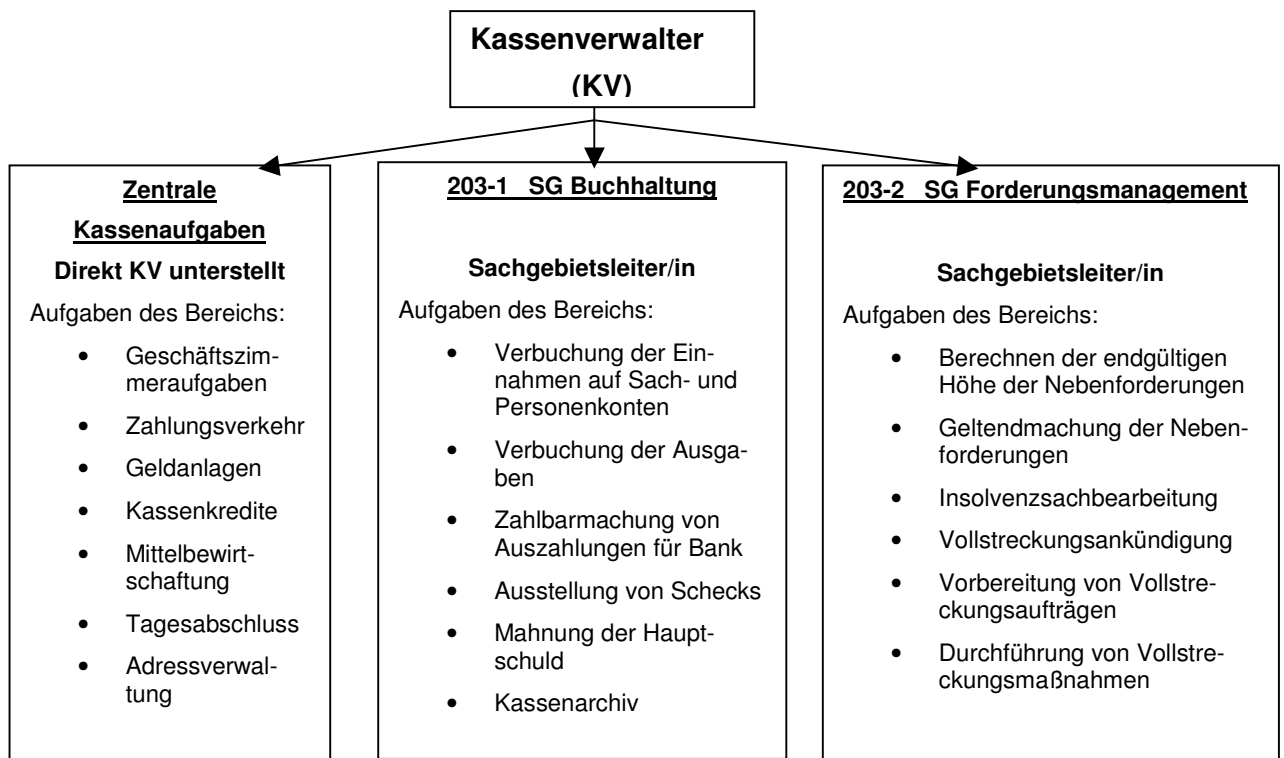 Kassenverwalter
(KV)
Zentrale
Kassenaufgaben
Direkt KV unterstellt
Aufgaben des Bereichs:
• Geschäftszim-
meraufgaben
• Zahlungsverkehr
• Geldanlagen
• Kassenkredite
• Mittelbewirt-
schaftung
• Tagesabschluss
• Adressverwal-
tung
203-1 SG Buchhaltung
Sachgebietsleiter/in
Aufgaben des Bereichs:
• Verbuchung der Ein-
nahmen auf Sach- und
Personenkonten
• Verbuchung der Ausga-
ben
• Zahlbarmachung von
Auszahlungen für Bank
• Ausstellung von Schecks
• Mahnung der Haupt-
schuld
• Kassenarchiv
203-2 SG Forderungsmanagement
Sachgebietsleiter/in
Aufgaben des Bereichs:
• Berechnen der endgültigen
Höhe der Nebenforderungen
• Geltendmachung der Neben-
forderungen
• Insolvenzsachbearbeitung
• Vollstreckungsankündigung
• Vorbereitung von Vollstre-
ckungsaufträgen
• Durchführung von Vollstre-
ckungsmaßnahmen